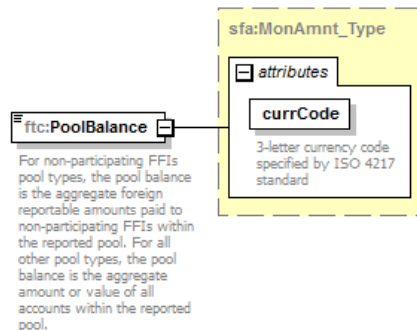 sfa:MonAmnt_Type
attributes
ftc:PoolBalance
currCode
3-letter currency code
specified by ISO 4217
standard
For non-participating FFIs
pool types, the pool balance
is the aggregate foreign
reportable amounts paid to
non-participating FFIs within
the reported pool. For all
other pool types, the pool
balance is the aggregate
amount or value of all
accounts within the reported
pool.